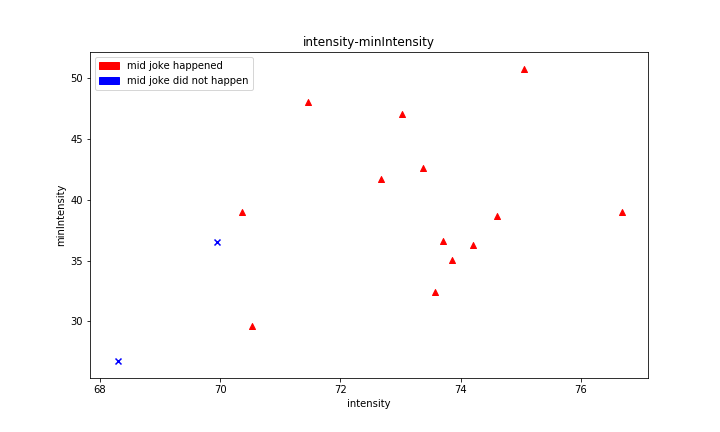 intensity-minIntensity
mid joke happened
mid joke did not happen
50
45
40
35
30
minIntensity
68 70 72 74 76
intensity